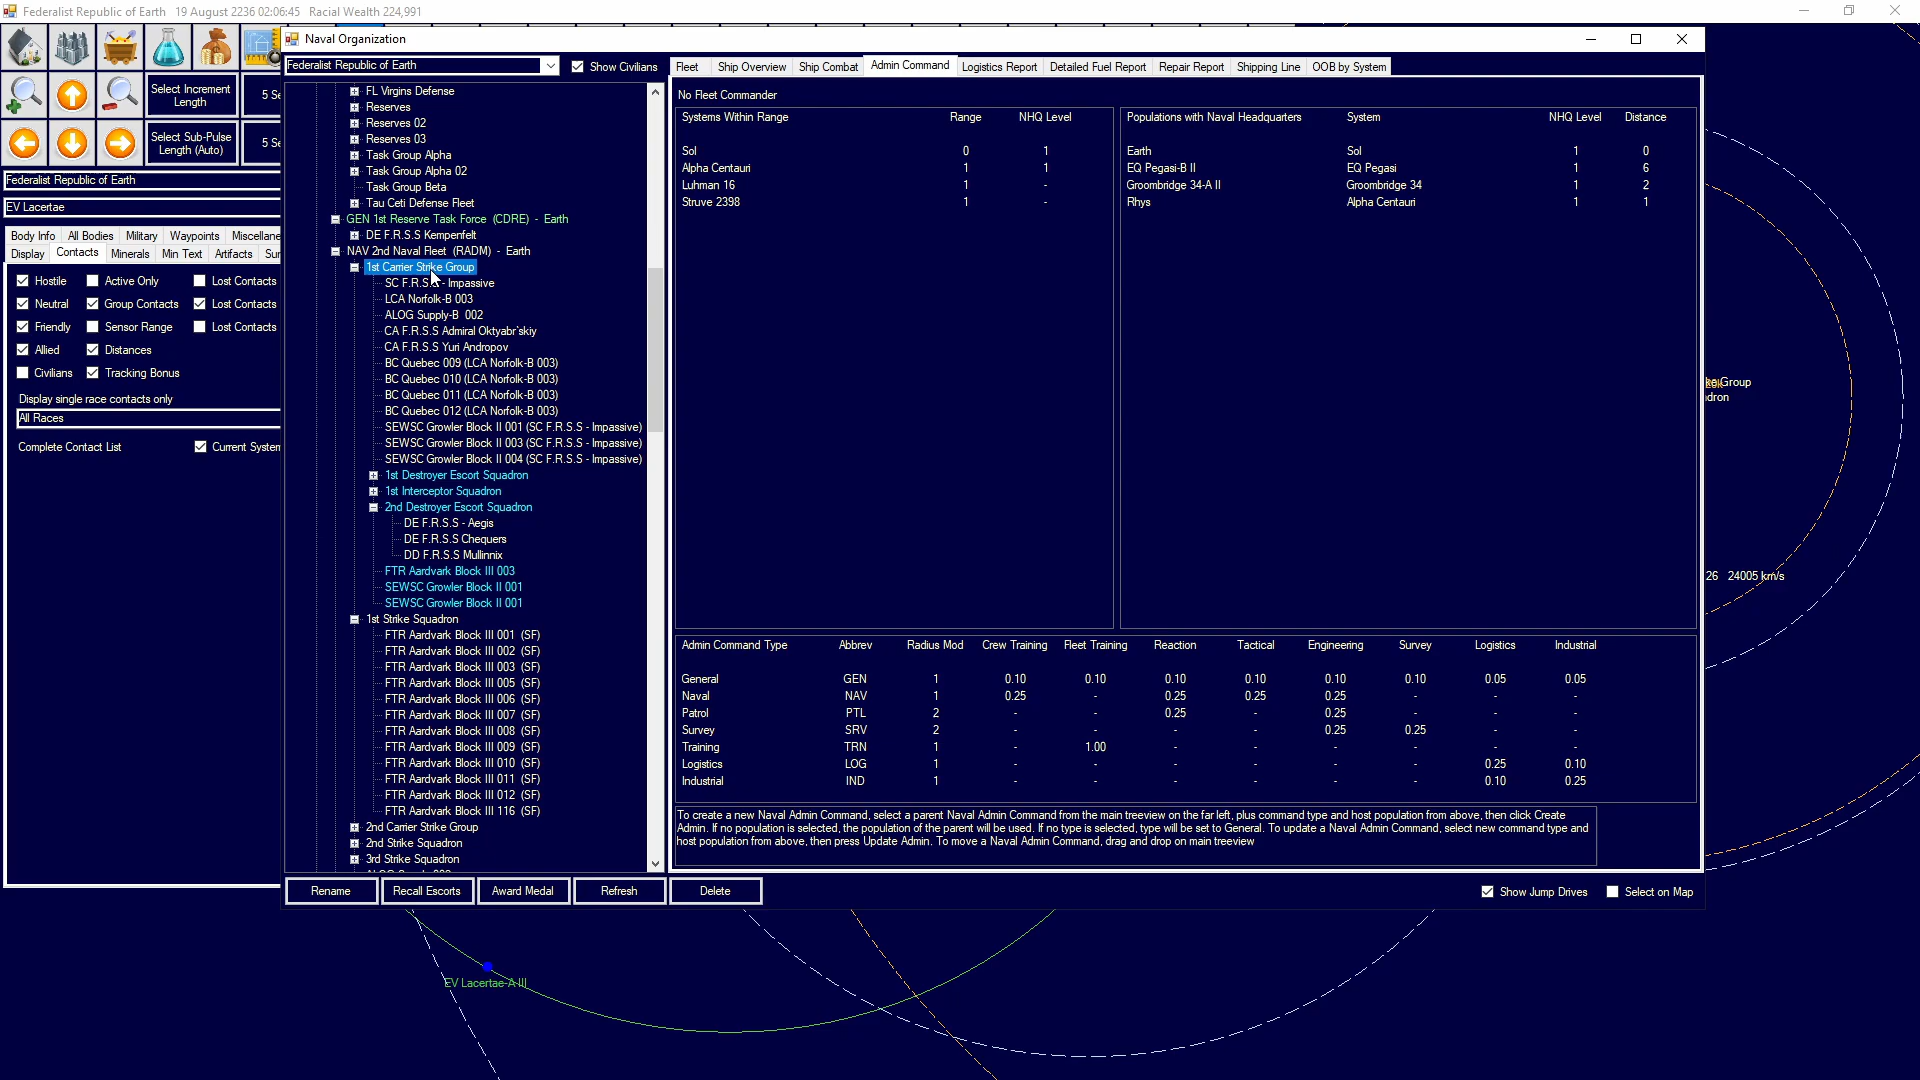 Federalist Republic of Earth   19 August 2236 02:06:45   Racial Wealth 224,991
Naval Organization
Select Increment Length
5 Se
Select Sub-Pulse Length (Auto)
5 Se
Federalist Republic of Earth
EV Lacertae
Body Info   All Bodies   Military   Waypoints   Miscellane
Display   Contacts   Minerals   Min Text   Artifacts   Sur
Hostile   Active Only   Lost Contacts
Neutral   Group Contacts   Lost Contacts
Friendly   Sensor Range   Lost Contacts
Allied   Distances
Civilians   Tracking Bonus
Display single race contacts only
All Races
Complete Contact List   Current System
Federalist Republic of Earth   Show Civilians
FL Virgins Defense
Reserves
Reserves 02
Reserves 03
Task Group Alpha
Task Group Alpha 02
Task Group Beta
Tau Ceti Defense Fleet
GEN 1st Reserve Task Force  (CDRE)  -  Earth
DE F.R.S.S Kempenfelt
NAV 2nd Naval Fleet  (RADM)  -  Earth
1st Carrier Strike Group
SC F.R.S.S - Impassive
LCA Norfolk-B 003
ALOG Supply-B  002
CA F.R.S.S Admiral Oktyabr'skiy
CA F.R.S.S Yuri Andropov
BC Quebec 009 (LCA Norfolk-B 003)
BC Quebec 010 (LCA Norfolk-B 003)
BC Quebec 011 (LCA Norfolk-B 003)
BC Quebec 012 (LCA Norfolk-B 003)
SEWSC Growler Block II 001 (SC F.R.S.S - Impassive)
SEWSC Growler Block II 003 (SC F.R.S.S - Impassive)
SEWSC Growler Block II 004 (SC F.R.S.S - Impassive)
1st Destroyer Escort Squadron
1st Interceptor Squadron
2nd Destroyer Escort Squadron
DE F.R.S.S - Aegis
DE F.R.S.S Chequers
DD F.R.S.S Mullinnix
FTR Aardvark Block III 003
SEWSC Growler Block II 001
SEWSC Growler Block II 001
1st Strike Squadron
FTR Aardvark Block III 001  (SF)
FTR Aardvark Block III 002  (SF)
FTR Aardvark Block III 003  (SF)
FTR Aardvark Block III 005  (SF)
FTR Aardvark Block III 006  (SF)
FTR Aardvark Block III 007  (SF)
FTR Aardvark Block III 008  (SF)
FTR Aardvark Block III 009  (SF)
FTR Aardvark Block III 010  (SF)
FTR Aardvark Block III 011  (SF)
FTR Aardvark Block III 012  (SF)
FTR Aardvark Block III 116  (SF)
2nd Carrier Strike Group
2nd Strike Squadron
3rd Strike Squadron
Fleet   Ship Overview   Ship Combat   Admin Command   Logistics Report   Detailed Fuel Report   Repair Report   Shipping Line   OOB by System
No Fleet Commander
Systems Within Range   Range   NHQ Level
Sol   0   1
Alpha Centauri   1   1
Luhman 16   1   -
Struve 2398   1   -
Populations with Naval Headquarters   System   NHQ Level   Distance
Earth   Sol   1   0
EQ Pegasi-B II   EQ Pegasi   1   6
Groombridge 34-A II   Groombridge 34   1   2
Rhys   Alpha Centauri   1   1
Admin Command Type   Abbrev   Radius Mod   Crew Training   Fleet Training   Reaction   Tactical   Engineering   Survey   Logistics   Industrial
General   GEN   1   0.10   0.10   0.10   0.10   0.10   0.10   0.05   0.05
Naval   NAV   1   0.25   -   0.25   0.25   0.25   -   -   -
Patrol   PTL   2   -   -   0.25   -   0.25   -   -   -
Survey   SRV   2   -   -   -   -   0.25   0.25   -   -
Training   TRN   1   -   1.00   -   -   -   -   -   -
Logistics   LOG   1   -   -   -   -   -   -   0.25   0.10
Industrial   IND   1   -   -   -   -   -   -   0.10   0.25
To create a new Naval Admin Command, select a parent Naval Admin Command from the main treeview on the far left, plus command type and host population from above, then click Create
Admin. If no population is selected, the population of the parent will be used. If no type is selected, type will be set to General. To update a Naval Admin Command, select new command type and
host population from above, then press Update Admin. To move a Naval Admin Command, drag and drop on main treeview
Rename   Recall Escorts   Award Medal   Refresh   Delete   Show Jump Drives   Select on Map
Group
dron
26   24005 km/s
EV Lacertae-A III